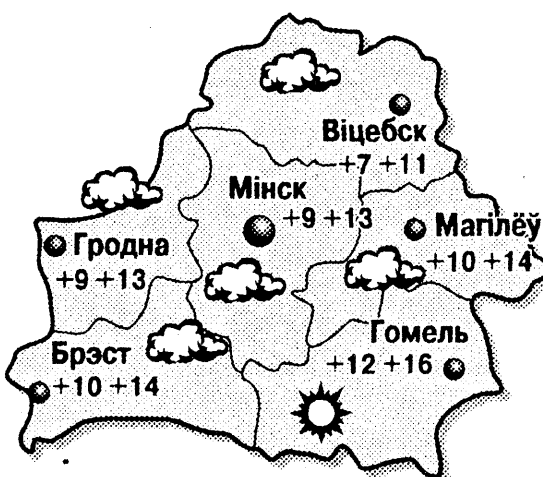 Віцебск
+7 +11
Мінск
+9 +13
Магілёў
+10 +14
Гродна
+9 +13
Гомель
+12 +16
Брэст
+10 +14